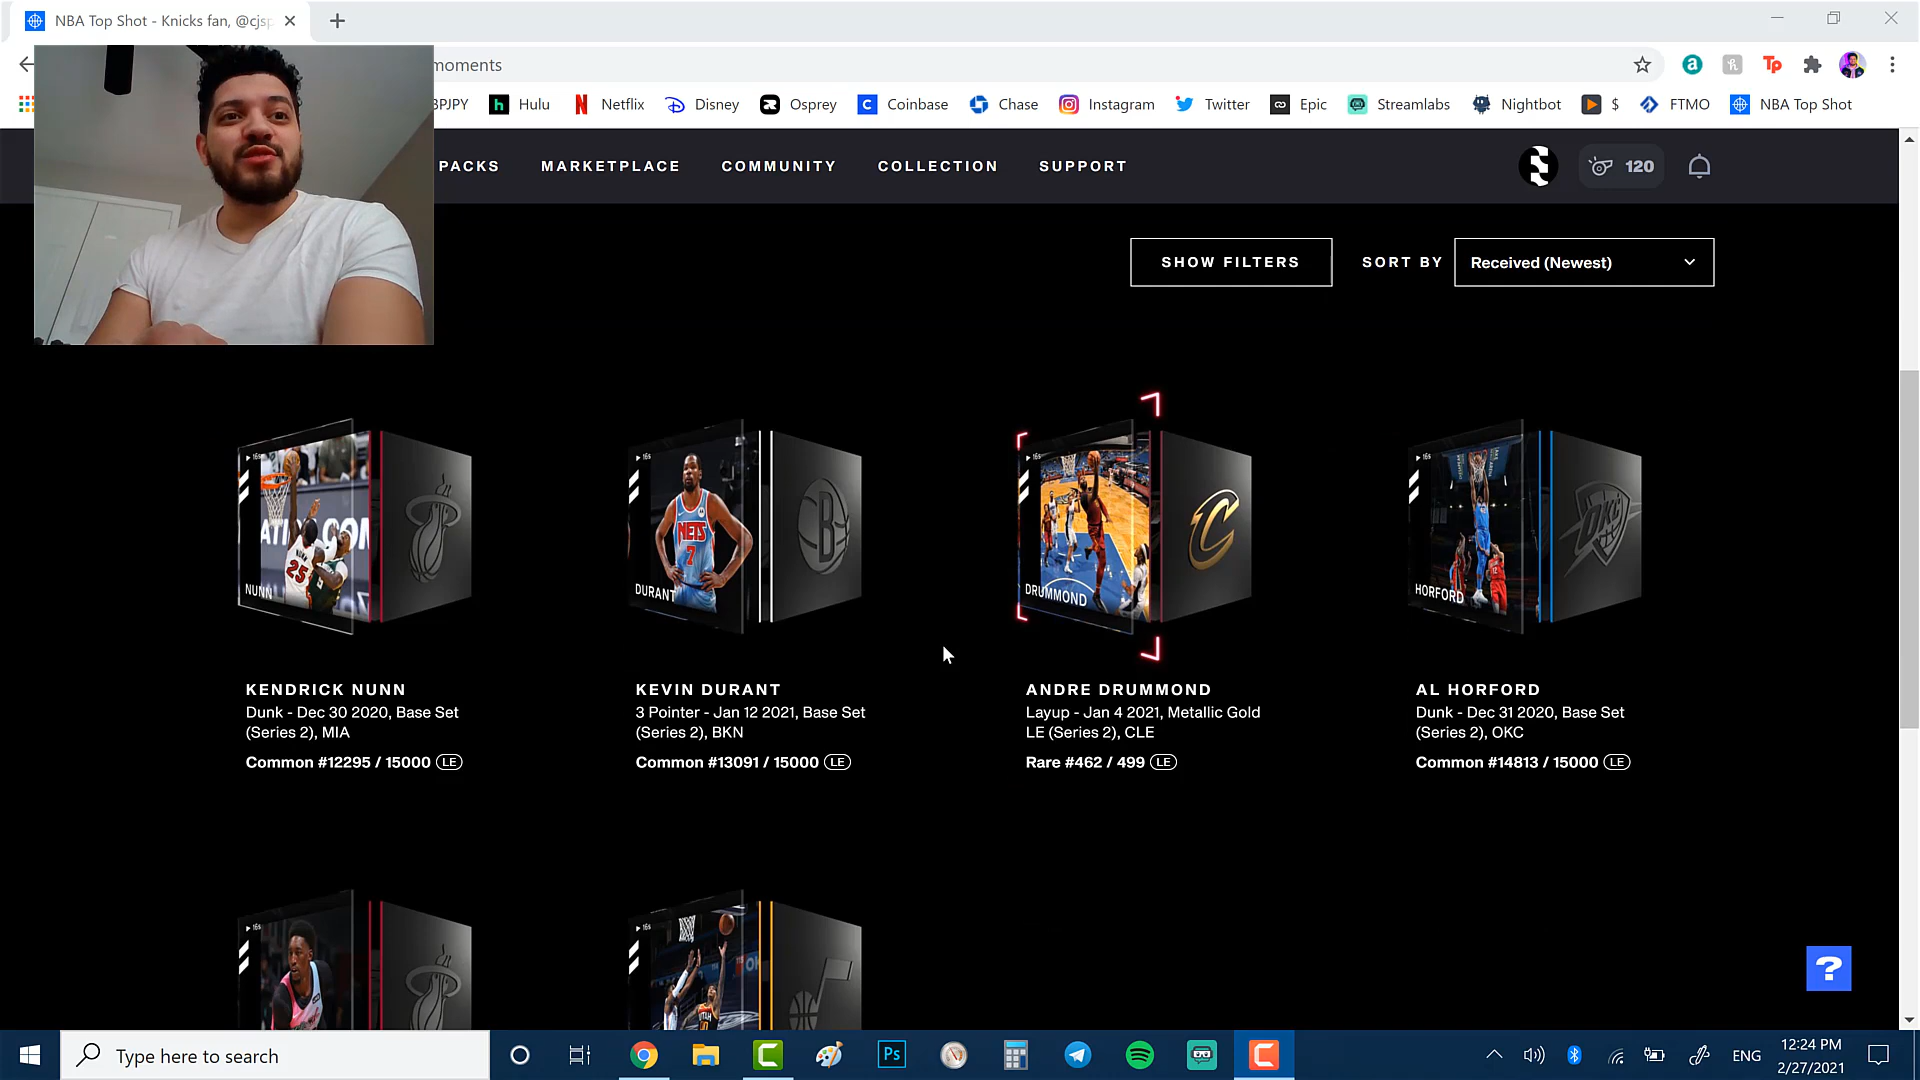 NBA Top Shot - Knicks fan, @cjsp
moments
BPJPY Hulu Netflix Disney Osprey Coinbase Chase Instagram Twitter Epic Streamlabs Nightbot $ FTMO NBA Top Shot
PACKS MARKETPLACE COMMUNITY COLLECTION SUPPORT 120
SHOW FILTERS SORT BY Received (Newest)
NUNN
25
DURANT
NETS
7
DRUMMOND
HORFORD
OKC
KENDRICK NUNN
Dunk - Dec 30 2020, Base Set
(Series 2), MIA
Common #12295 / 15000 LE
KEVIN DURANT
3 Pointer - Jan 12 2021, Base Set
(Series 2), BKN
Common #13091 / 15000 LE
ANDRE DRUMMOND
Layup - Jan 4 2021, Metallic Gold
LE (Series 2), CLE
Rare #462 / 499 LE
AL HORFORD
Dunk - Dec 31 2020, Base Set
(Series 2), OKC
Common #14813 / 15000 LE
?
Type here to search
Ps
ENG
12:24 PM
2/27/2021